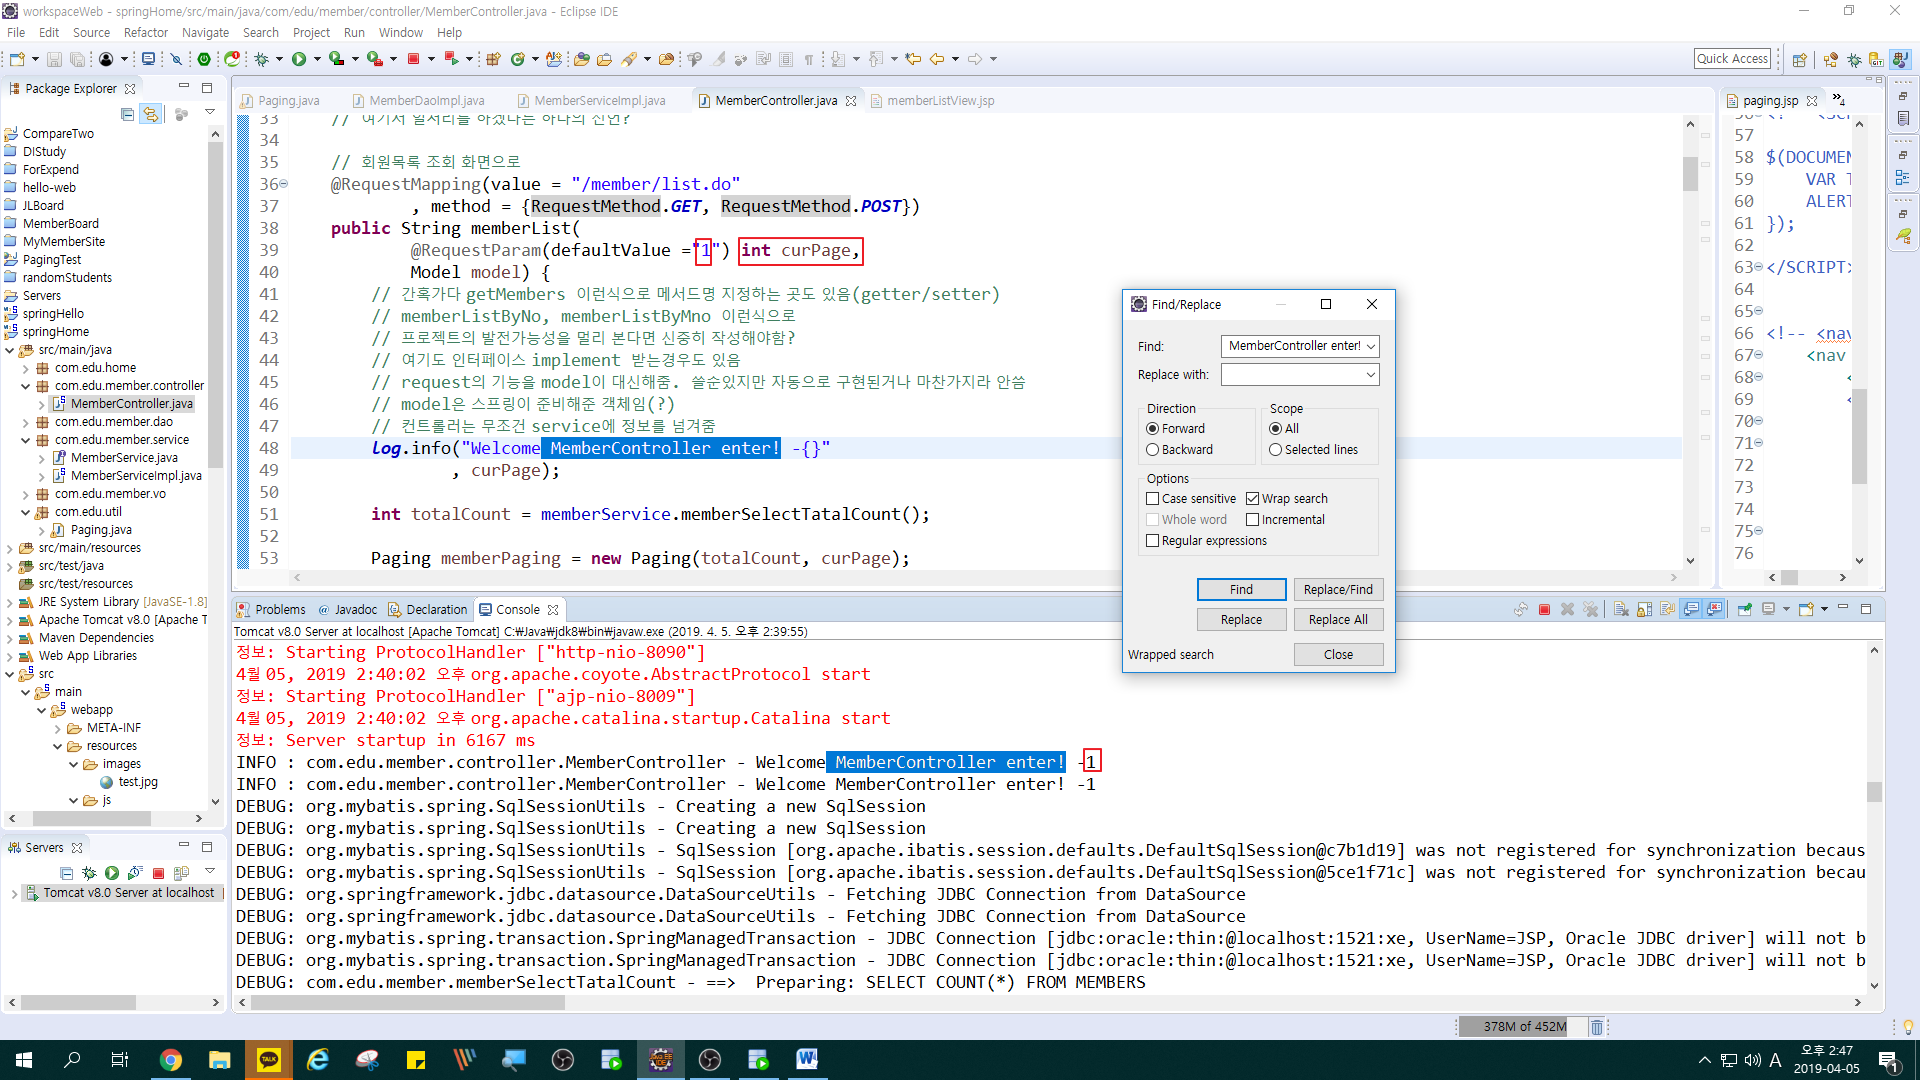 workspaceWeb - springHome/src/main/java/com/edu/member/controller/MemberController.java - Eclipse IDE
File Edit Source Refactor Navigate Search Project Run Window Help
Quick Access
Package Explorer
CompareTwo
DIStudy
ForExpend
hello-web
JLBoard
MemberBoard
MyMemberSite
PagingTest
randomStudents
Servers
springHello
springHome
src/main/java
com.edu.home
com.edu.member.controller
MemberController.java
com.edu.member.dao
com.edu.member.service
MemberService.java
MemberServiceImpl.java
com.edu.member.vo
com.edu.util
Paging.java
src/main/resources
src/test/java
src/test/resources
JRE System Library [JavaSE-1.8]
Apache Tomcat v8.0 [Apache T
Maven Dependencies
Web App Libraries
src
main
webapp
META-INF
resources
images
test.jpg
js
Servers
Tomcat v8.0 Server at localhost
Paging.java MemberDaoImpl.java MemberServiceImpl.java MemberController.java memberListView.jsp
33 // 여기서 일처리를 하겠다는 하나의 선언?
34
35 // 회원목록 조회 화면으로
36 @RequestMapping(value = "/member/list.do"
37 , method = {RequestMethod.GET, RequestMethod.POST})
38 public String memberList(
39 @RequestParam(defaultValue ="1") int curPage,
40 Model model) {
41 // 간혹가다 getMembers 이런식으로 메서드명 지정하는 곳도 있음(getter/setter)
42 // memberListByNo, memberListByMno 이런식으로
43 // 프로젝트의 발전가능성을 멀리 본다면 신중히 작성해야함?
44 // 여기도 인터페이스 implement 받는경우도 있음
45 // request의 기능을 model이 대신해줌. 쓸순있지만 자동으로 구현된거나 마찬가지라 안씀
46 // model은 스프링이 준비해준 객체임(?)
47 // 컨트롤러는 무조건 service에 정보를 넘겨줌
48 log.info("Welcome MemberController enter! -{}"
49 , curPage);
50
51 int totalCount = memberService.memberSelectTatalCount();
52
53 Paging memberPaging = new Paging(totalCount, curPage);
paging.jsp 4
57
58 $(DOCUMEN
59 VAR T
60 ALERT
61 });
62
63 </SCRIPT>
64
65
66 <!-- <nav
67 <nav
68 <
69 <
70
71
72
73
74
75
76
Find/Replace
Find: MemberController enter!
Replace with:
Direction
Forward
Backward
Scope
All
Selected lines
Options
Case sensitive Wrap search
Whole word Incremental
Regular expressions
Find Replace/Find
Replace Replace All
Wrapped search Close
Problems Javadoc Declaration Console
Tomcat v8.0 Server at localhost [Apache Tomcat] C:￦Java￦jdk8￦bin￦javaw.exe (2019. 4. 5. 오후 2:39:55)
정보: Starting ProtocolHandler ["http-nio-8090"]
4월 05, 2019 2:40:02 오후 org.apache.coyote.AbstractProtocol start
정보: Starting ProtocolHandler ["ajp-nio-8009"]
4월 05, 2019 2:40:02 오후 org.apache.catalina.startup.Catalina start
정보: Server startup in 6167 ms
INFO : com.edu.member.controller.MemberController - Welcome MemberController enter! -1
INFO : com.edu.member.controller.MemberController - Welcome MemberController enter! -1
DEBUG: org.mybatis.spring.SqlSessionUtils - Creating a new SqlSession
DEBUG: org.mybatis.spring.SqlSessionUtils - Creating a new SqlSession
DEBUG: org.mybatis.spring.SqlSessionUtils - SqlSession [org.apache.ibatis.session.defaults.DefaultSqlSession@c7b1d19] was not registered for synchronization becaus
DEBUG: org.mybatis.spring.SqlSessionUtils - SqlSession [org.apache.ibatis.session.defaults.DefaultSqlSession@5ce1f71c] was not registered for synchronization becau
DEBUG: org.springframework.jdbc.datasource.DataSourceUtils - Fetching JDBC Connection from DataSource
DEBUG: org.springframework.jdbc.datasource.DataSourceUtils - Fetching JDBC Connection from DataSource
DEBUG: org.mybatis.spring.transaction.SpringManagedTransaction - JDBC Connection [jdbc:oracle:thin:@localhost:1521:xe, UserName=JSP, Oracle JDBC driver] will not b
DEBUG: org.mybatis.spring.transaction.SpringManagedTransaction - JDBC Connection [jdbc:oracle:thin:@localhost:1521:xe, UserName=JSP, Oracle JDBC driver] will not b
DEBUG: com.edu.member.memberSelectTatalCount - ==>  Preparing: SELECT COUNT(*) FROM MEMBERS
378M of 452M
TALK
A
오후 2:47
2019-04-05
1